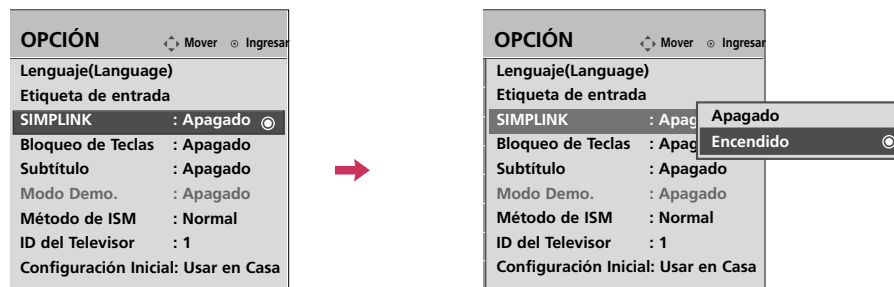 OPCIÓN Mover Ingresar
Lenguaje(Language)
Etiqueta de entrada
SIMPLINK : Apagado
Bloqueo de Teclas : Apagado
Subtítulo : Apagado
Modo Demo. : Apagado
Método de ISM : Normal
ID del Televisor : 1
Configuración Inicial: Usar en Casa
OPCIÓN Mover Ingresar
Lenguaje(Language)
Etiqueta de entrada
SIMPLINK : Apag
Bloqueo de Teclas : Apag
Subtítulo : Apagado
Modo Demo. : Apagado
Método de ISM : Normal
ID del Televisor : 1
Configuración Inicial: Usar en Casa
Apagado
Encendido